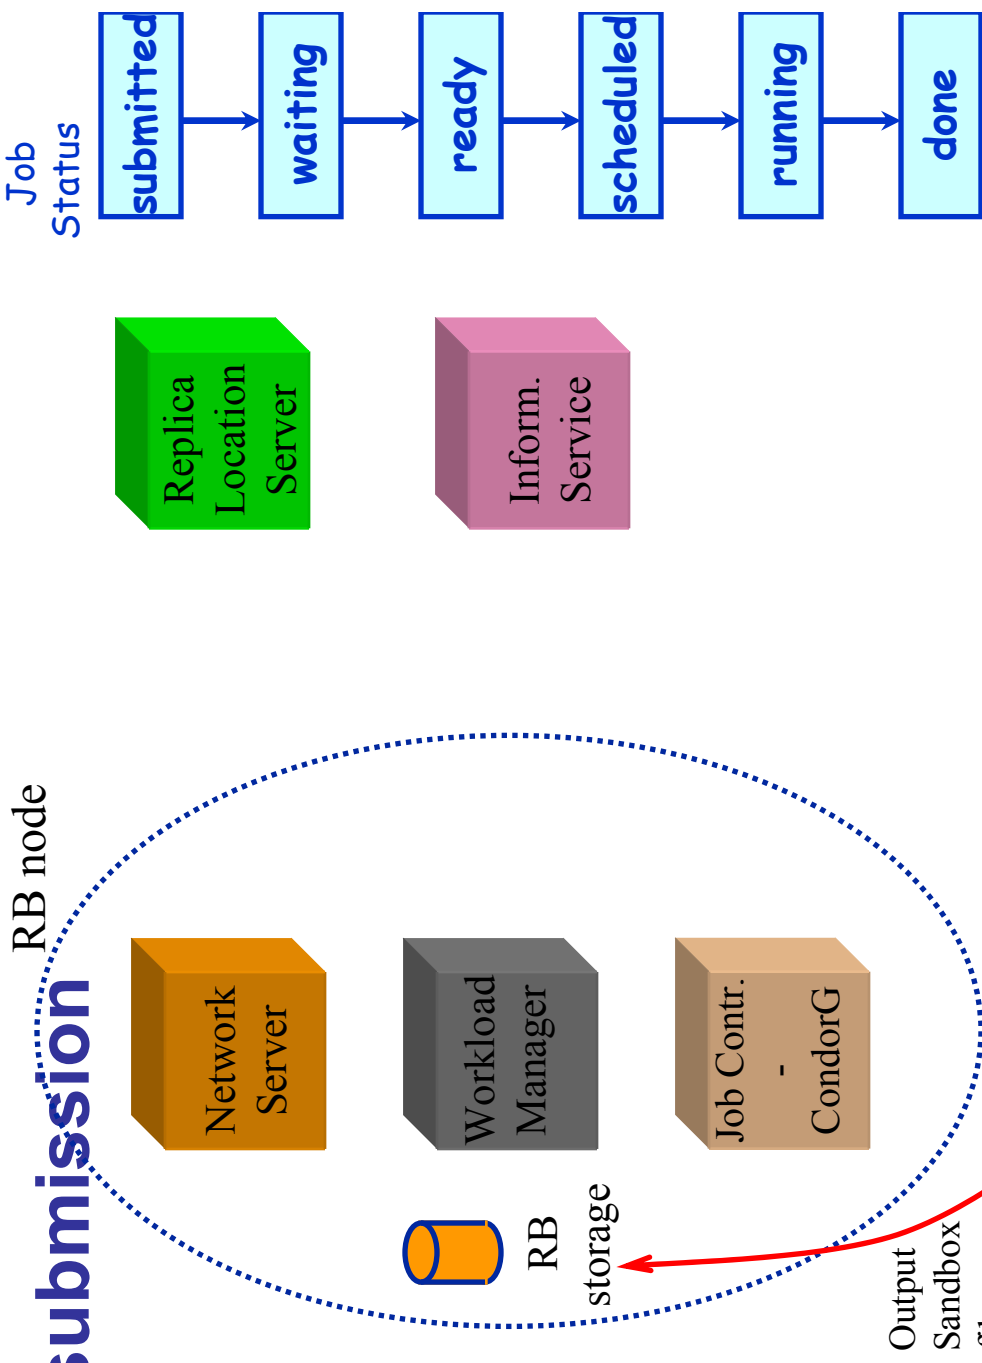 submission
RB node
Job
Status
submitted
waiting
ready
scheduled
running
done
Replica
Location
Server
Inform.
Service
Network
Server
Workload
Manager
Job Contr.
-
CondorG
RB
storage
Output
Sandbox